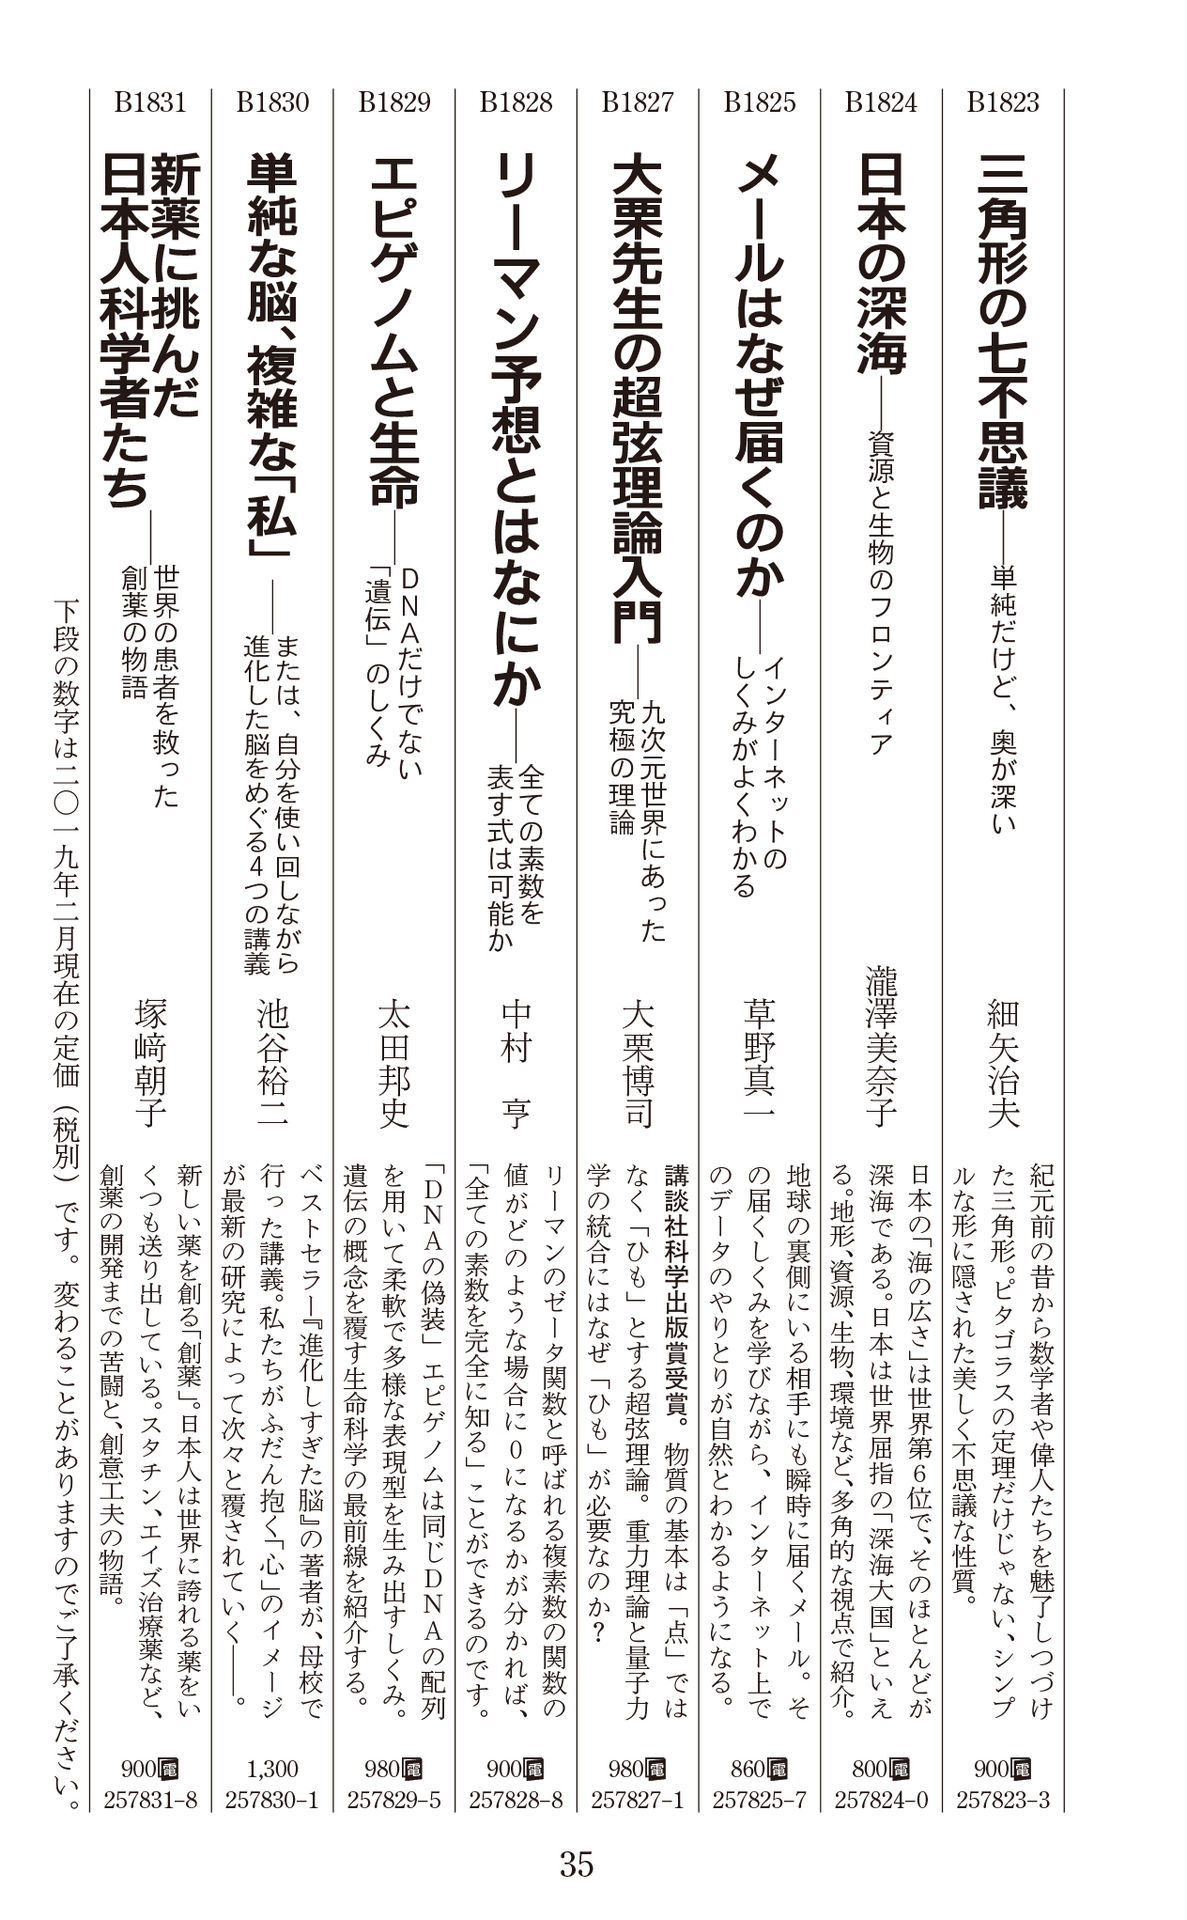 B1823
三角形の七不思議
――単純だけど、奥が深い
細矢治夫
紀元前の昔から数学者や偉人たちを魅了しつづけ
た三角形。ピタゴラスの定理だけじゃない、シンプ
ルな形に隠された美しく不思議な性質。
900電
257823-3
B1824
日本の深海
――資源と生物のフロンティア
瀧澤美奈子
日本の「海の広さ」は世界第6位で、そのほとんどが
深海である。日本は世界屈指の「深海大国」といえ
る。地形、資源、生物、環境など、多角的な視点で紹介。
800電
257824-0
B1825
メールはなぜ届くのか
――インターネットの
しくみがよくわかる
草野真一
地球の裏側にいる相手にも瞬時に届くメール。そ
の届くしくみを学びながら、インターネット上で
のデータのやりとりが自然とわかるようになる。
860電
257825-7
B1827
大栗先生の超弦理論入門
――九次元世界にあった
究極の理論
大栗博司
講談社科学出版賞受賞。物質の基本は「点」では
なく「ひも」とする超弦理論。重力理論と量子力
学の統合にはなぜ「ひも」が必要なのか？
980電
257827-1
B1828
リーマン予想とはなにか
――全ての素数を
表す式は可能か
中村 亨
リーマンのゼータ関数と呼ばれる複素数の関数の
値がどのような場合に0になるかが分かれば、
「全ての素数を完全に知る」ことができるのです。
900電
257828-8
B1829
エピゲノムと生命
――DNAだけでない
「遺伝」のしくみ
太田邦史
「DNAの偽装」エピゲノムは同じDNAの配列
を用いて柔軟で多様な表現型を生み出すしくみ。
遺伝の概念を覆す生命科学の最前線を紹介する。
980電
257829-5
B1830
単純な脳、複雑な「私」
――または、自分を使い回しながら
進化した脳をめぐる4つの講義
池谷裕二
ベストセラー『進化しすぎた脳』の著者が、母校で
行った講義。私たちがふだん抱く「心」のイメージ
が最新の研究によって次々と覆されていく――。
1,300
257830-1
B1831
新薬に挑んだ
日本人科学者たち
――世界の患者を救った
創薬の物語
塚﨑朝子
新しい薬を創る「創薬」。日本人は世界に誇れる薬をい
くつも送り出している。スタチン、エイズ治療薬など、
創薬の開発までの苦闘と、創意工夫の物語。
900電
257831-8
下段の数字は二〇一九年二月現在の定価（税別）です。変わることがありますのでご了承ください。
35